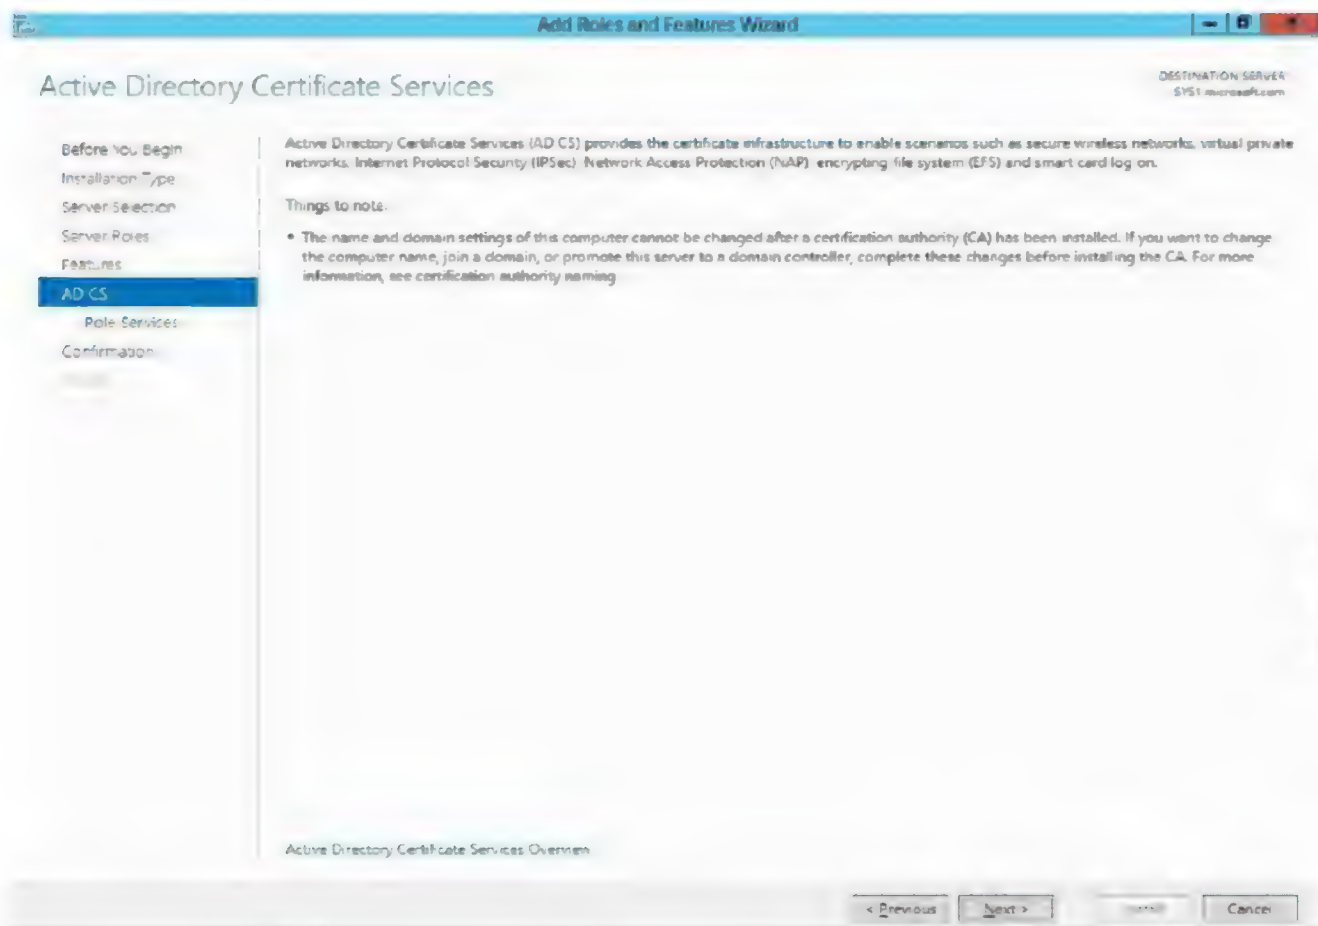 Add Roles and Features Wizard
Active Directory Certificate Services
DESTINATION SERVER
SYS1.microsoft.com
Before You Begin
Installation Type
Server Selection
Server Roles
Features
AD CS
Role Services
Confirmation
Active Directory Certificate Services (AD CS) provides the certificate infrastructure to enable scenarios such as secure wireless networks, virtual private
networks, Internet Protocol Security (IPSec), Network Access Protection (NAP), encrypting file system (EFS) and smart card log on.
Things to note:
• The name and domain settings of this computer cannot be changed after a certification authority (CA) has been installed. If you want to change
the computer name, join a domain, or promote this server to a domain controller, complete these changes before installing the CA. For more
information, see certification authority naming.
Active Directory Certificate Services Overview
< Previous
Next >
Install
Cancel